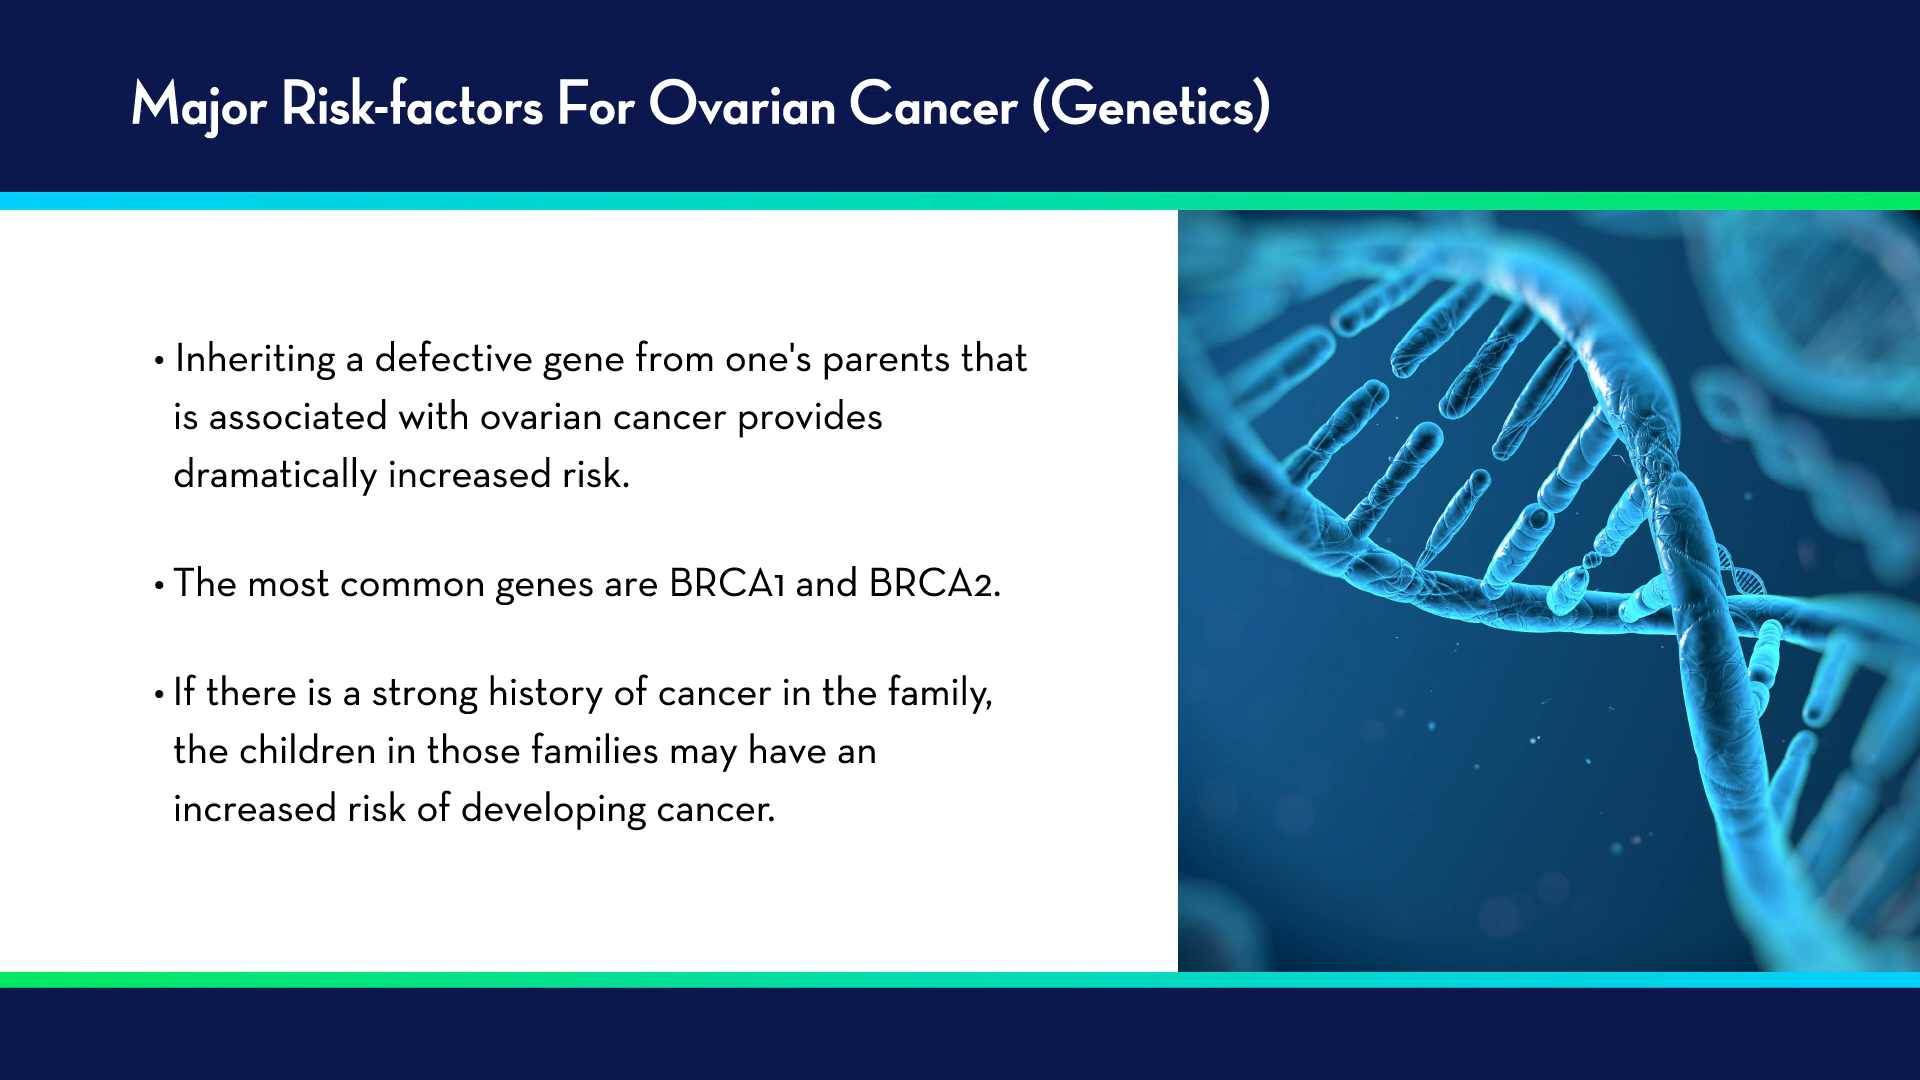 Major Risk-factors For Ovarian Cancer (Genetics)
• Inheriting a defective gene from one's parents that
is associated with ovarian cancer provides
dramatically increased risk.
• The most common genes are BRCA1 and BRCA2.
• If there is a strong history of cancer in the family,
the children in those families may have an
increased risk of developing cancer.